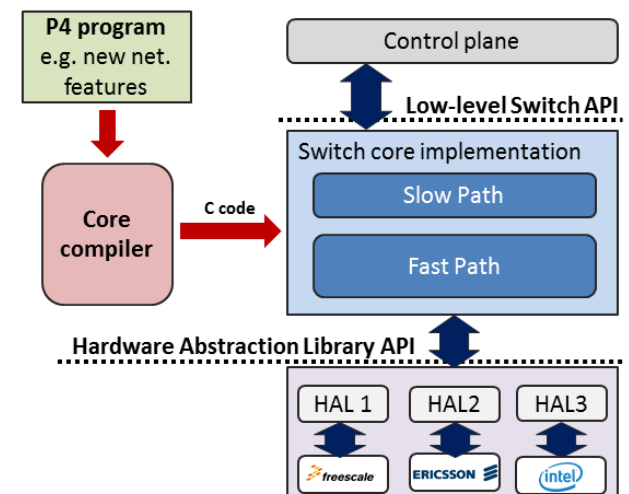 P4 program
e.g. new net.
features
Control plane
Low-level Switch API
Switch core implementation
Slow Path
Core
compiler
C code
Fast Path
Hardware Abstraction Library API
HAL 1
HAL2
HAL3
freescale
ERICSSON
intel